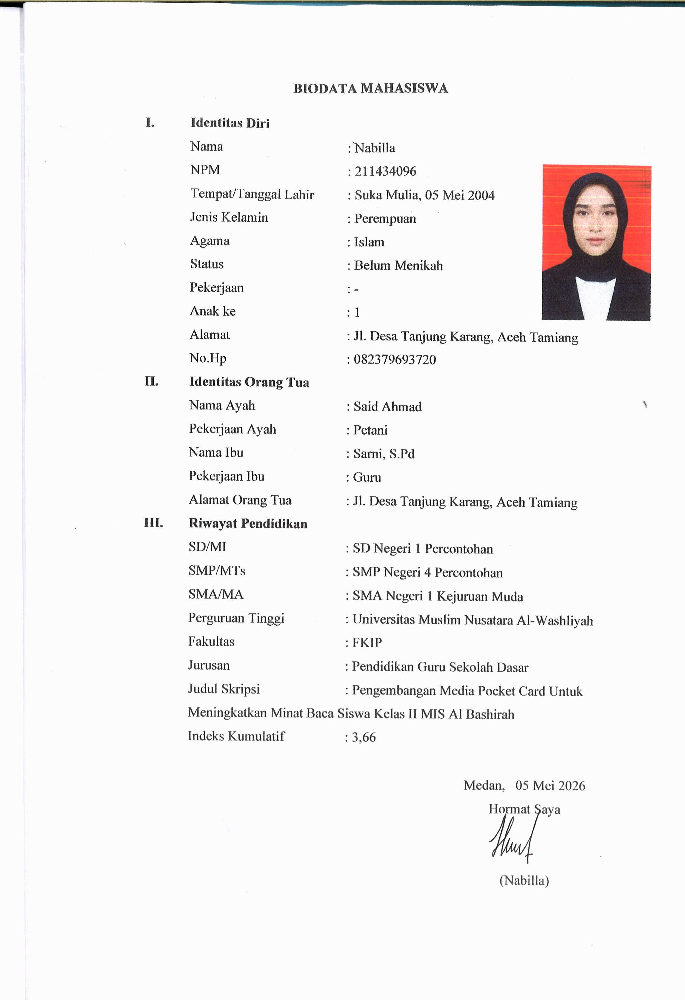 BIODATA MAHASISWA
I. Identitas Diri
Nama : Nabilla
NPM : 211434096
Tempat/Tanggal Lahir : Suka Mulia, 05 Mei 2004
Jenis Kelamin : Perempuan
Agama : Islam
Status : Belum Menikah
Pekerjaan : -
Anak ke : 1
Alamat : Jl. Desa Tanjung Karang, Aceh Tamiang
No.Hp : 082379693720
II. Identitas Orang Tua
Nama Ayah : Said Ahmad
Pekerjaan Ayah : Petani
Nama Ibu : Sarni, S.Pd
Pekerjaan Ibu : Guru
Alamat Orang Tua : Jl. Desa Tanjung Karang, Aceh Tamiang
III. Riwayat Pendidikan
SD/MI : SD Negeri 1 Percontohan
SMP/MTs : SMP Negeri 4 Percontohan
SMA/MA : SMA Negeri 1 Kejuruan Muda
Perguruan Tinggi : Universitas Muslim Nusatara Al-Washliyah
Fakultas : FKIP
Jurusan : Pendidikan Guru Sekolah Dasar
Judul Skripsi : Pengembangan Media Pocket Card Untuk
Meningkatkan Minat Baca Siswa Kelas II MIS Al Bashirah
Indeks Kumulatif : 3,66
Medan, 05 Mei 2026
Hormat Saya
(Nabilla)